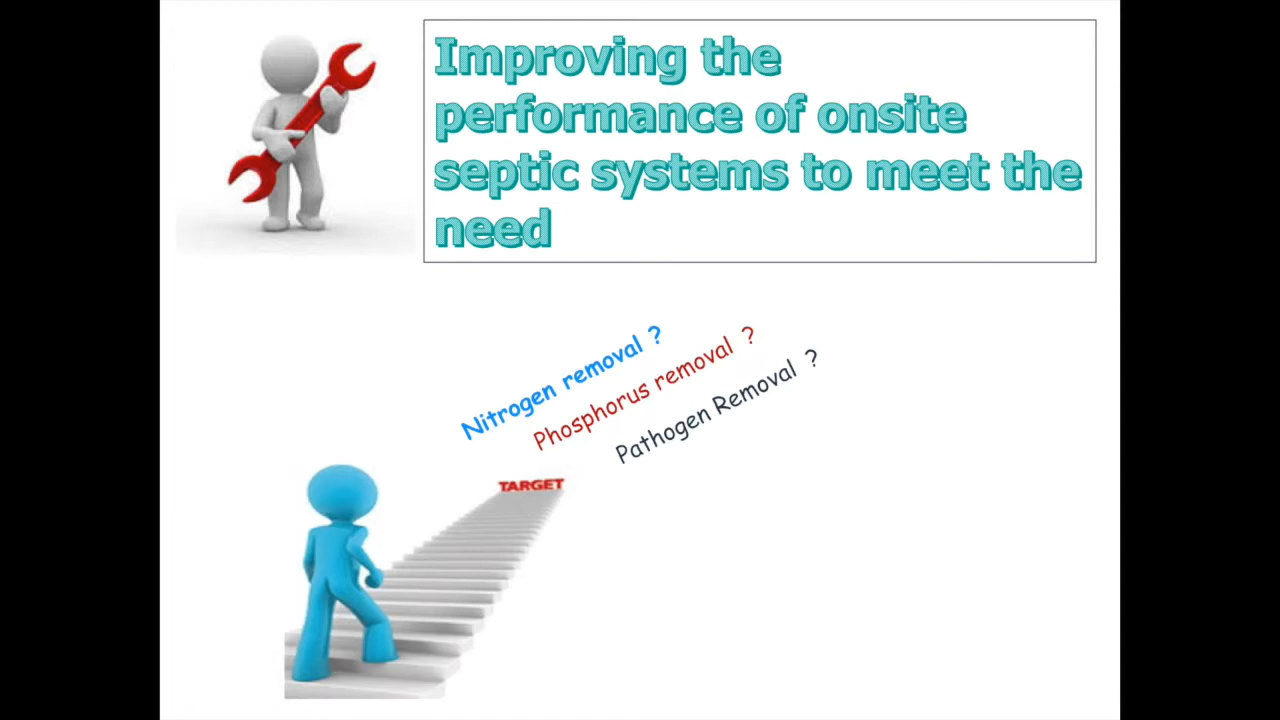 Improving the
performance of onsite
septic systems to meet the
need
Nitrogen removal ?
Phosphorus removal ?
Pathogen Removal ?
TARGET